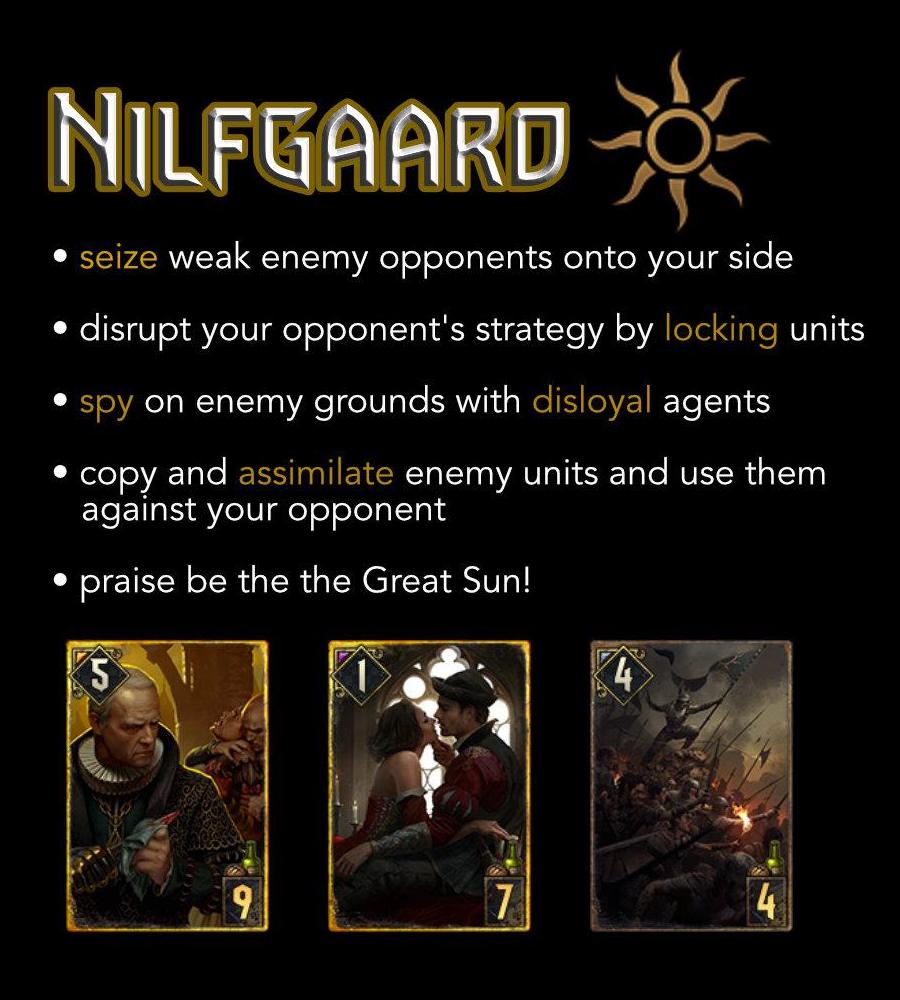 NILFGAARD
• seize weak enemy opponents onto your side
• disrupt your opponent's strategy by locking units
• spy on enemy grounds with disloyal agents
• copy and assimilate enemy units and use them
against your opponent
• praise be the the Great Sun!
5
1
4
9
7
4